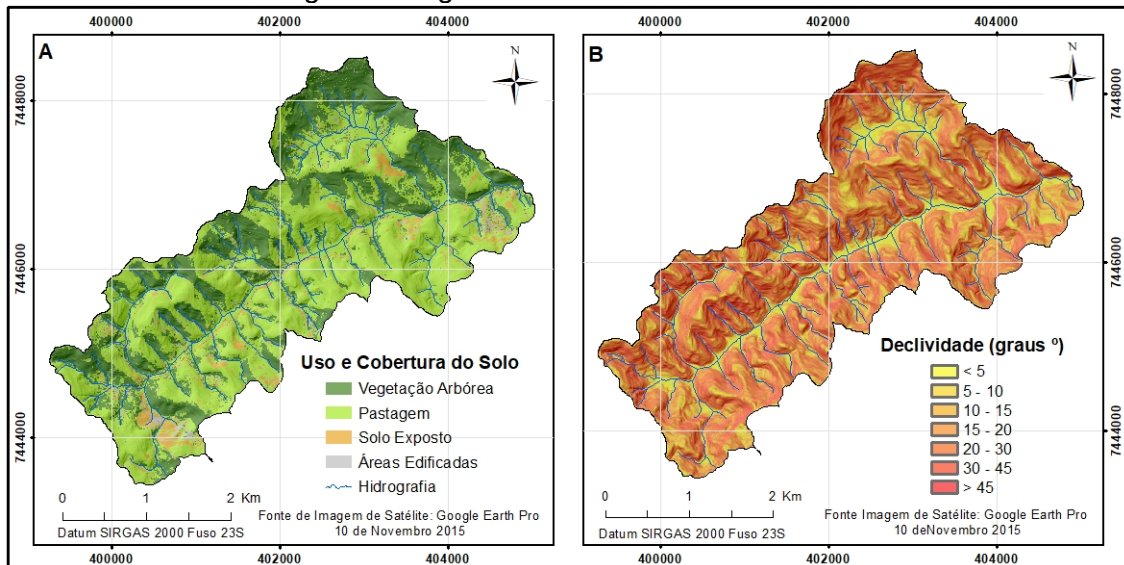 400000 402000 404000
A
N
7448000
7446000
7444000
Uso e Cobertura do Solo
Vegetação Arbórea
Pastagem
Solo Exposto
Áreas Edificadas
Hidrografia
0 1 2 Km
Datum SIRGAS 2000 Fuso 23S
Fonte de Imagem de Satélite: Google Earth Pro
10 de Novembro 2015
400000 402000 404000
400000 402000 404000
B
N
7448000
7446000
7444000
Declividade (graus º)
< 5
5 - 10
10 - 15
15 - 20
20 - 30
30 - 45
> 45
0 1 2 Km
Datum SIRGAS 2000 Fuso 23S
Fonte Imagem de Satélite: Google Earth Pro
10 deNovembro 2015
400000 402000 404000